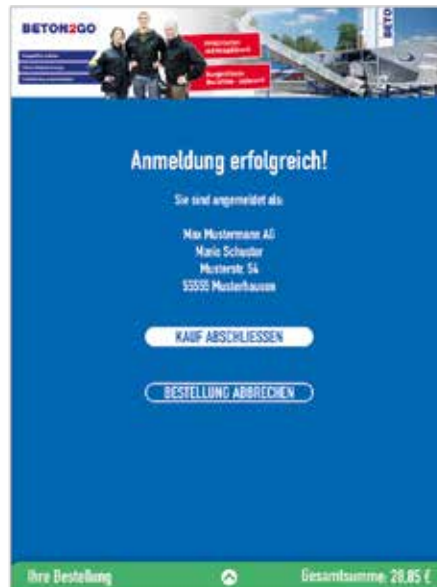 BETON2GO
BETON
Anmeldung erfolgreich!
Sie sind angemeldet als:
Max Mustermann AG
Mario Schuster
Musterstr. 54
55555 Musterhausen
KAUF ABSCHLIESSEN
BESTELLUNG ABBRECHEN
Ihre Bestellung
Gesamtsumme: 28,85 €